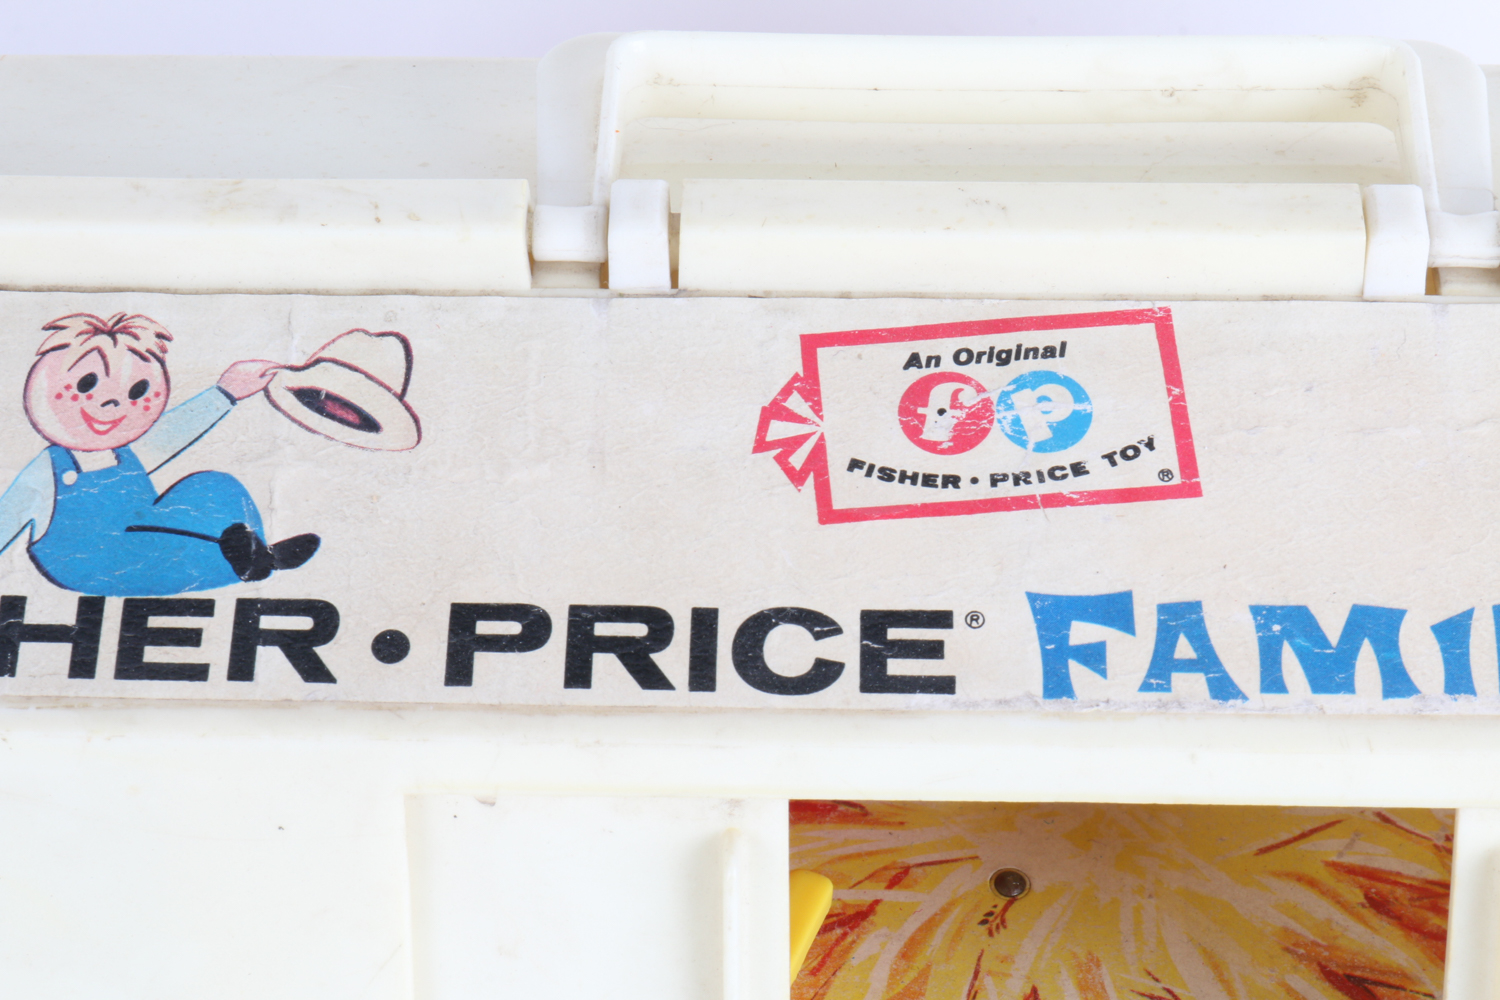 An Original
fp
FISHER • PRICE TOY ®
HER • PRICE® FAMI